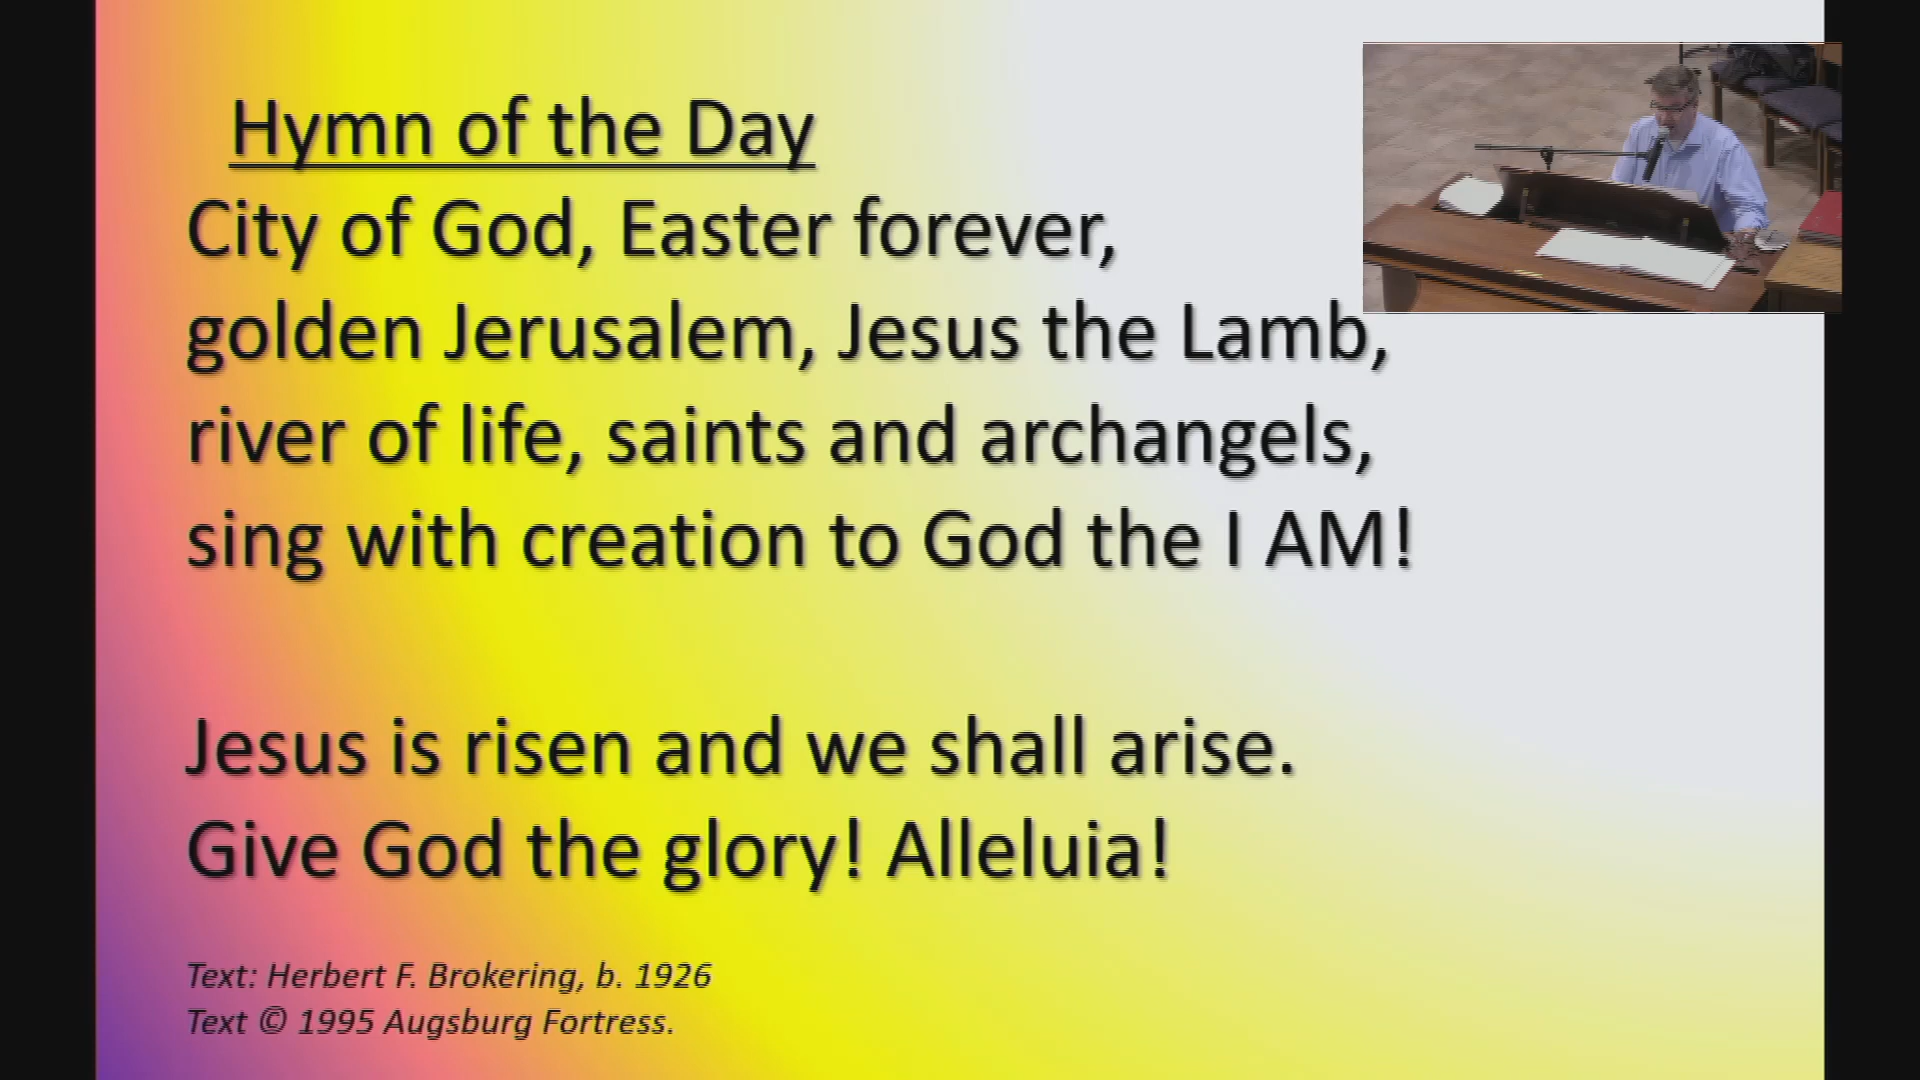 Hymn of the Day
City of God, Easter forever,
golden Jerusalem, Jesus the Lamb,
river of life, saints and archangels,
sing with creation to God the I AM!
Jesus is risen and we shall arise.
Give God the glory! Alleluia!
Text: Herbert F. Brokering, b. 1926
Text © 1995 Augsburg Fortress.